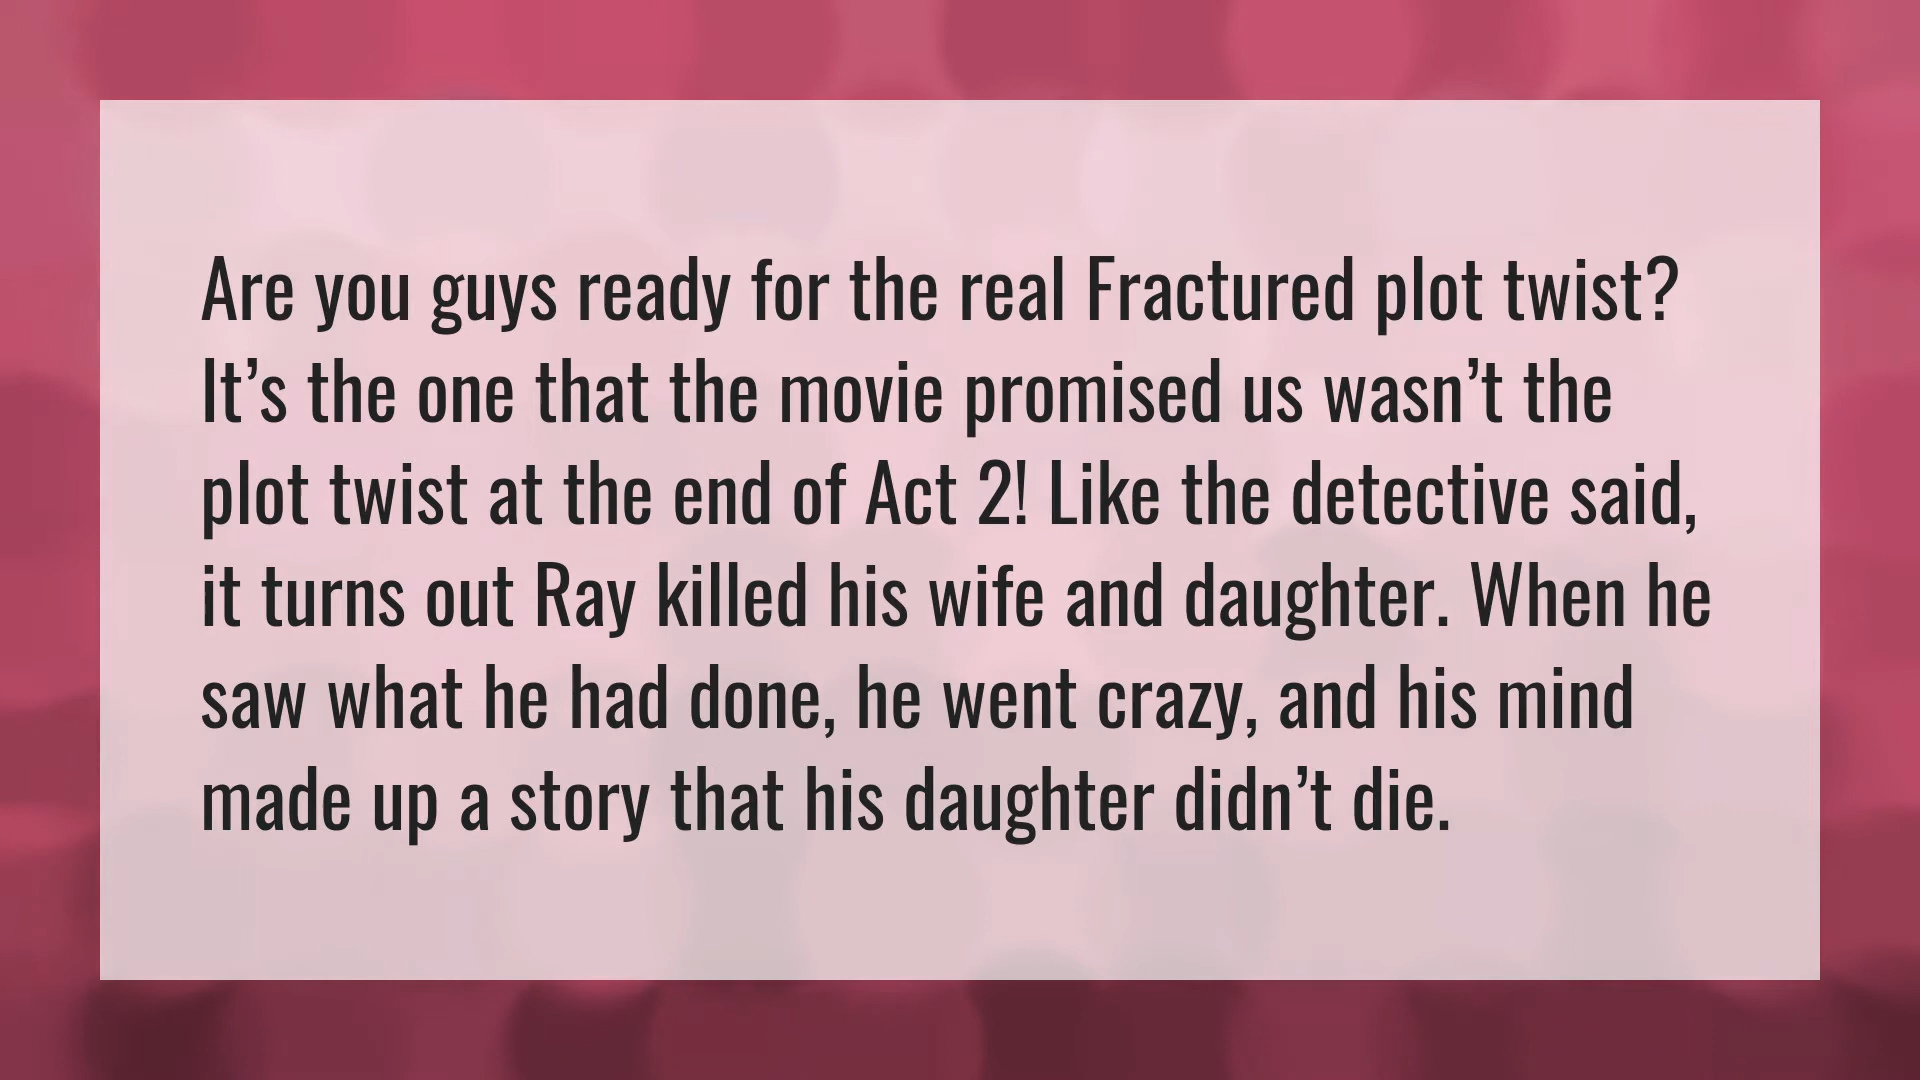 Are you guys ready for the real Fractured plot twist?
It’s the one that the movie promised us wasn’t the
plot twist at the end of Act 2! Like the detective said,
it turns out Ray killed his wife and daughter. When he
saw what he had done, he went crazy, and his mind
made up a story that his daughter didn’t die.